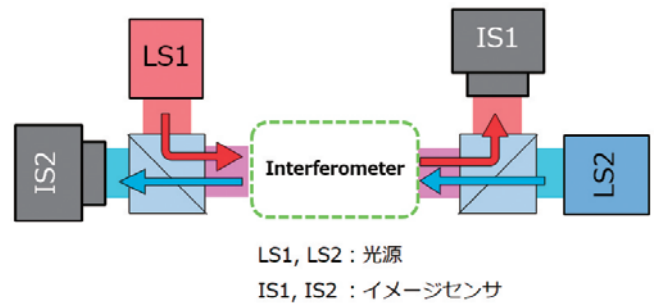 LS1
IS1
IS2
Interferometer
LS2
LS1, LS2 : 光源
IS1, IS2 : イメージセンサ